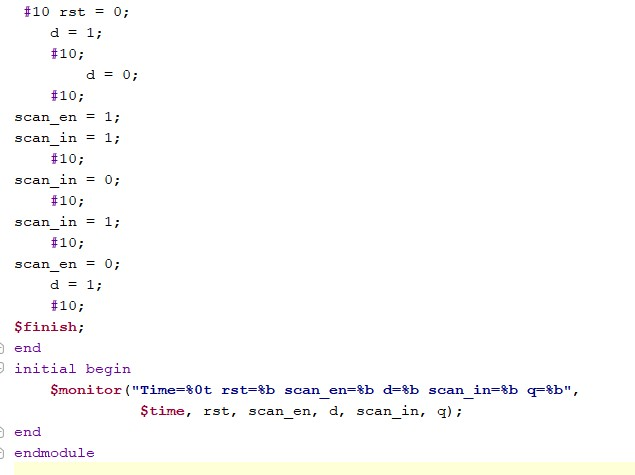 #10 rst = 0;
d = 1;
#10;
d = 0;
#10;
scan_en = 1;
scan_in = 1;
#10;
scan_in = 0;
#10;
scan_in = 1;
#10;
scan_en = 0;
d = 1;
#10;
$finish;
end
initial begin
$monitor("Time=%0t rst=%b scan_en=%b d=%b scan_in=%b q=%b",
$time, rst, scan_en, d, scan_in, q);
end
endmodule